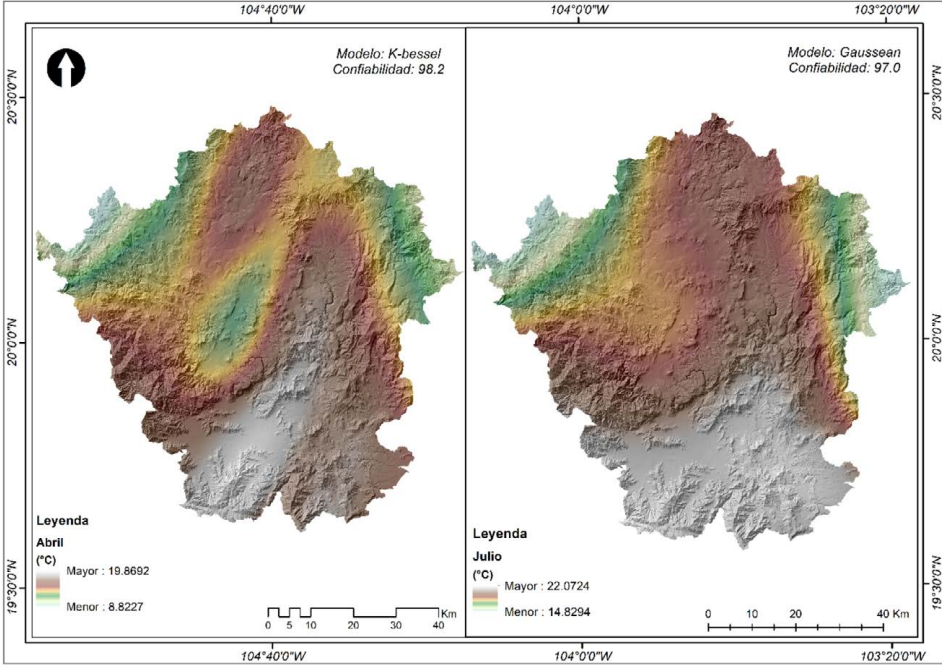 104°40'0"W
104°0'0"W
103°20'0"W
20°30'0"N
20°0'0"N
19°30'0"N
Modelo: K-bessel
Confiabilidad: 98.2
Leyenda
Abril
(°C)
Mayor : 19.8692
Menor : 8.8227
Km
0 5 10 20 30 40
Modelo: Gaussean
Confiabilidad: 97.0
Leyenda
Julio
(°C)
Mayor : 22.0724
Menor : 14.8294
0 10 20 40 Km
20°30'0"N
20°0'0"N
19°30'0"N
104°40'0"W
104°0'0"W
103°20'0"W